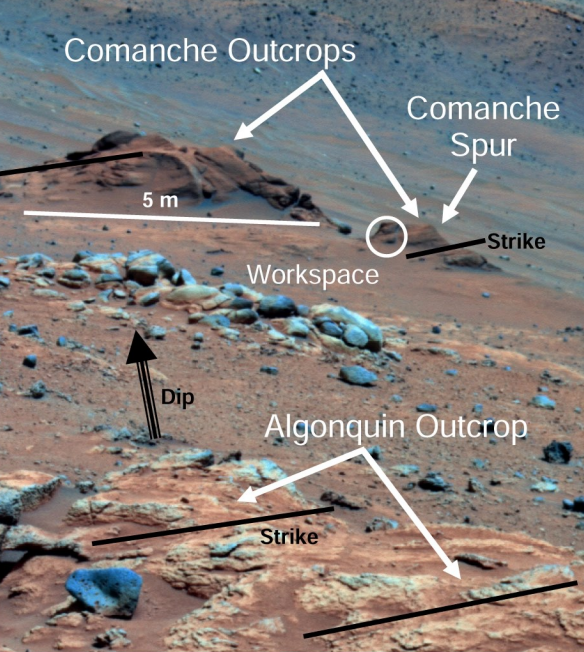 Comanche Outcrops
Comanche
Spur
5 m
Strike
Workspace
Dip
Algonquin Outcrop
Strike